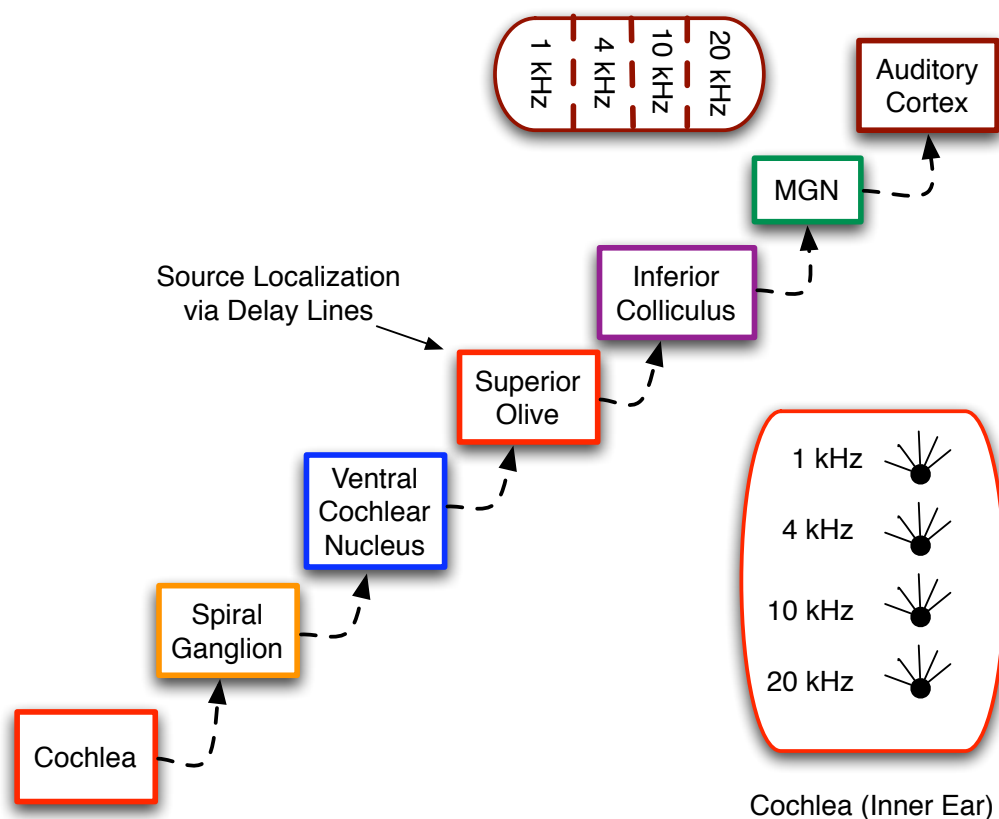 1 kHz
4 kHz
10 kHz
20 kHz
Auditory
Cortex
MGN
Inferior
Colliculus
Source Localization
via Delay Lines
Superior
Olive
Ventral
Cochlear
Nucleus
Spiral
Ganglion
Cochlea
1 kHz
4 kHz
10 kHz
20 kHz
Cochlea (Inner Ear)